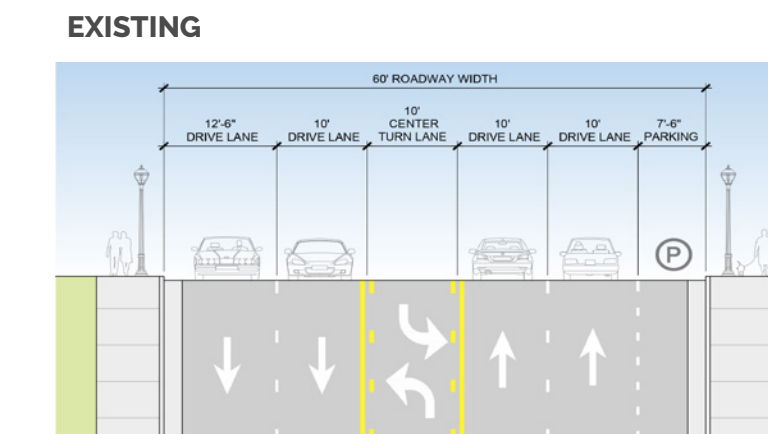 EXISTING
60' ROADWAY WIDTH
12'-6"
DRIVE LANE
10'
DRIVE LANE
10'
CENTER
TURN LANE
10'
DRIVE LANE
10'
DRIVE LANE
7'-6"
PARKING
P